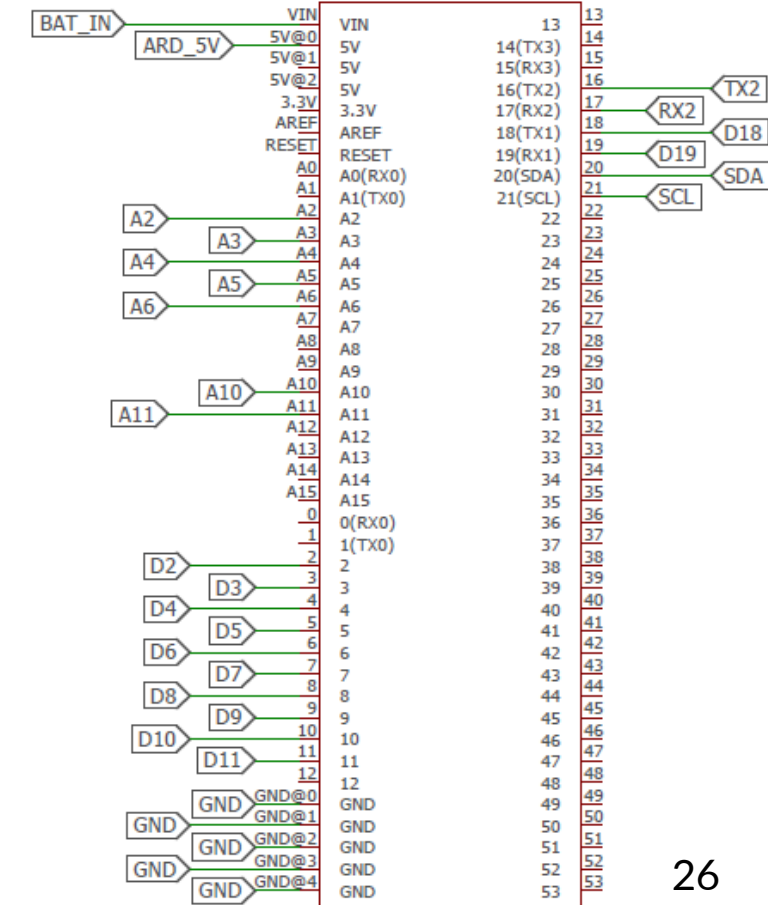 BAT_IN VIN VIN 13 13
ARD_5V 5V@0 5V 14(TX3) 14
5V@1 5V 15(RX3) 15
5V@2 5V 16(TX2) 16 TX2
3.3V 3.3V 17(RX2) 17 RX2
AREF AREF 18(TX1) 18 D18
RESET RESET 19(RX1) 19 D19
A0 A0(RX0) 20(SDA) 20 SDA
A1 A1(TX0) 21(SCL) 21 SCL
A2 A2 A2 22 22
A3 A3 A3 23 23
A4 A4 A4 24 24
A5 A5 A5 25 25
A6 A6 A6 26 26
A7 A7 27 27
A8 A8 28 28
A9 A9 29 29
A10 A10 A10 30 30
A11 A11 A11 31 31
A12 A12 32 32
A13 A13 33 33
A14 A14 34 34
A15 A15 35 35
0 0(RX0) 36 36
1 1(TX0) 37 37
D2 2 2 38 38
D3 3 3 39 39
D4 4 4 40 40
D5 5 5 41 41
D6 6 6 42 42
D7 7 7 43 43
D8 8 8 44 44
D9 9 9 45 45
D10 10 10 46 46
D11 11 11 47 47
12 12 48 48
GND GND@0 GND 49 49
GND GND@1 GND 50 50
GND GND@2 GND 51 51
GND GND@3 GND 52 52
GND GND@4 GND 53 53
26